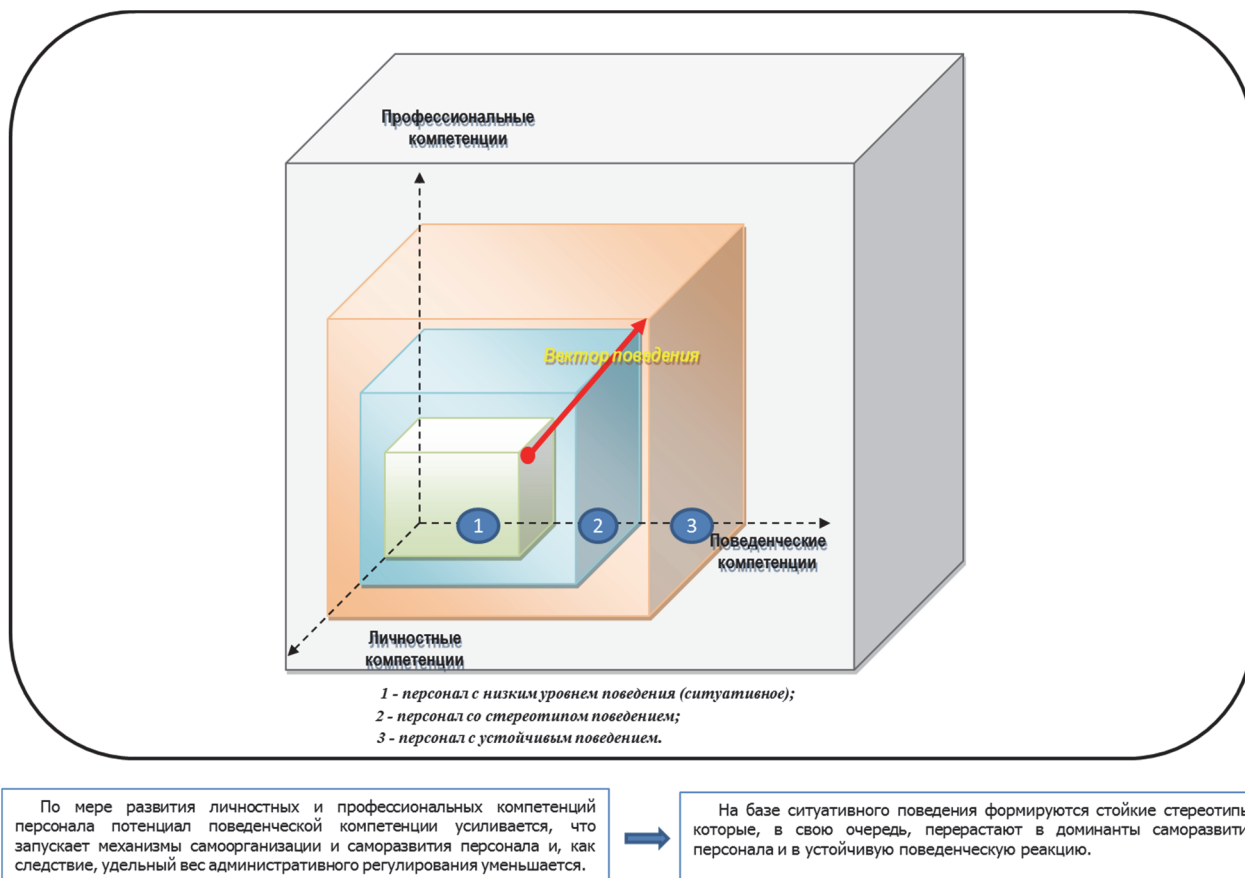 Профессиональные
компетенции
Вектор поведения
1
2
3
Поведенческие
компетенции
Личностные
компетенции
1 - персонал с низким уровнем поведения (ситуативное);
2 - персонал со стереотипом поведением;
3 - персонал с устойчивым поведением.
По мере развития личностных и профессиональных компетенций
персонала потенциал поведенческой компетенции усиливается, что
запускает механизмы самоорганизации и саморазвития персонала и, как
следствие, удельный вес административного регулирования уменьшается.
На базе ситуативного поведения формируются стойкие стереотипы
которые, в свою очередь, перерастают в доминанты саморазвити
персонала и в устойчивую поведенческую реакцию.